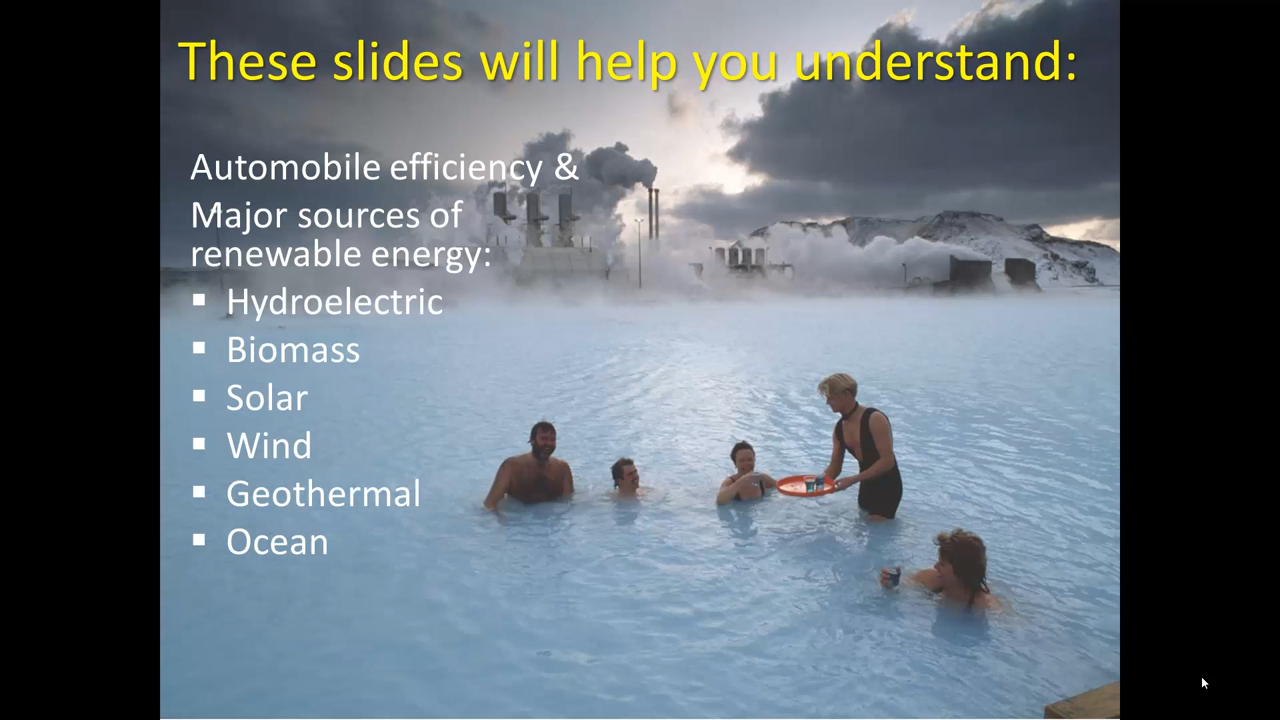 These slides will help you understand:
Automobile efficiency &
Major sources of
renewable energy:
▪ Hydroelectric
▪ Biomass
▪ Solar
▪ Wind
▪ Geothermal
▪ Ocean